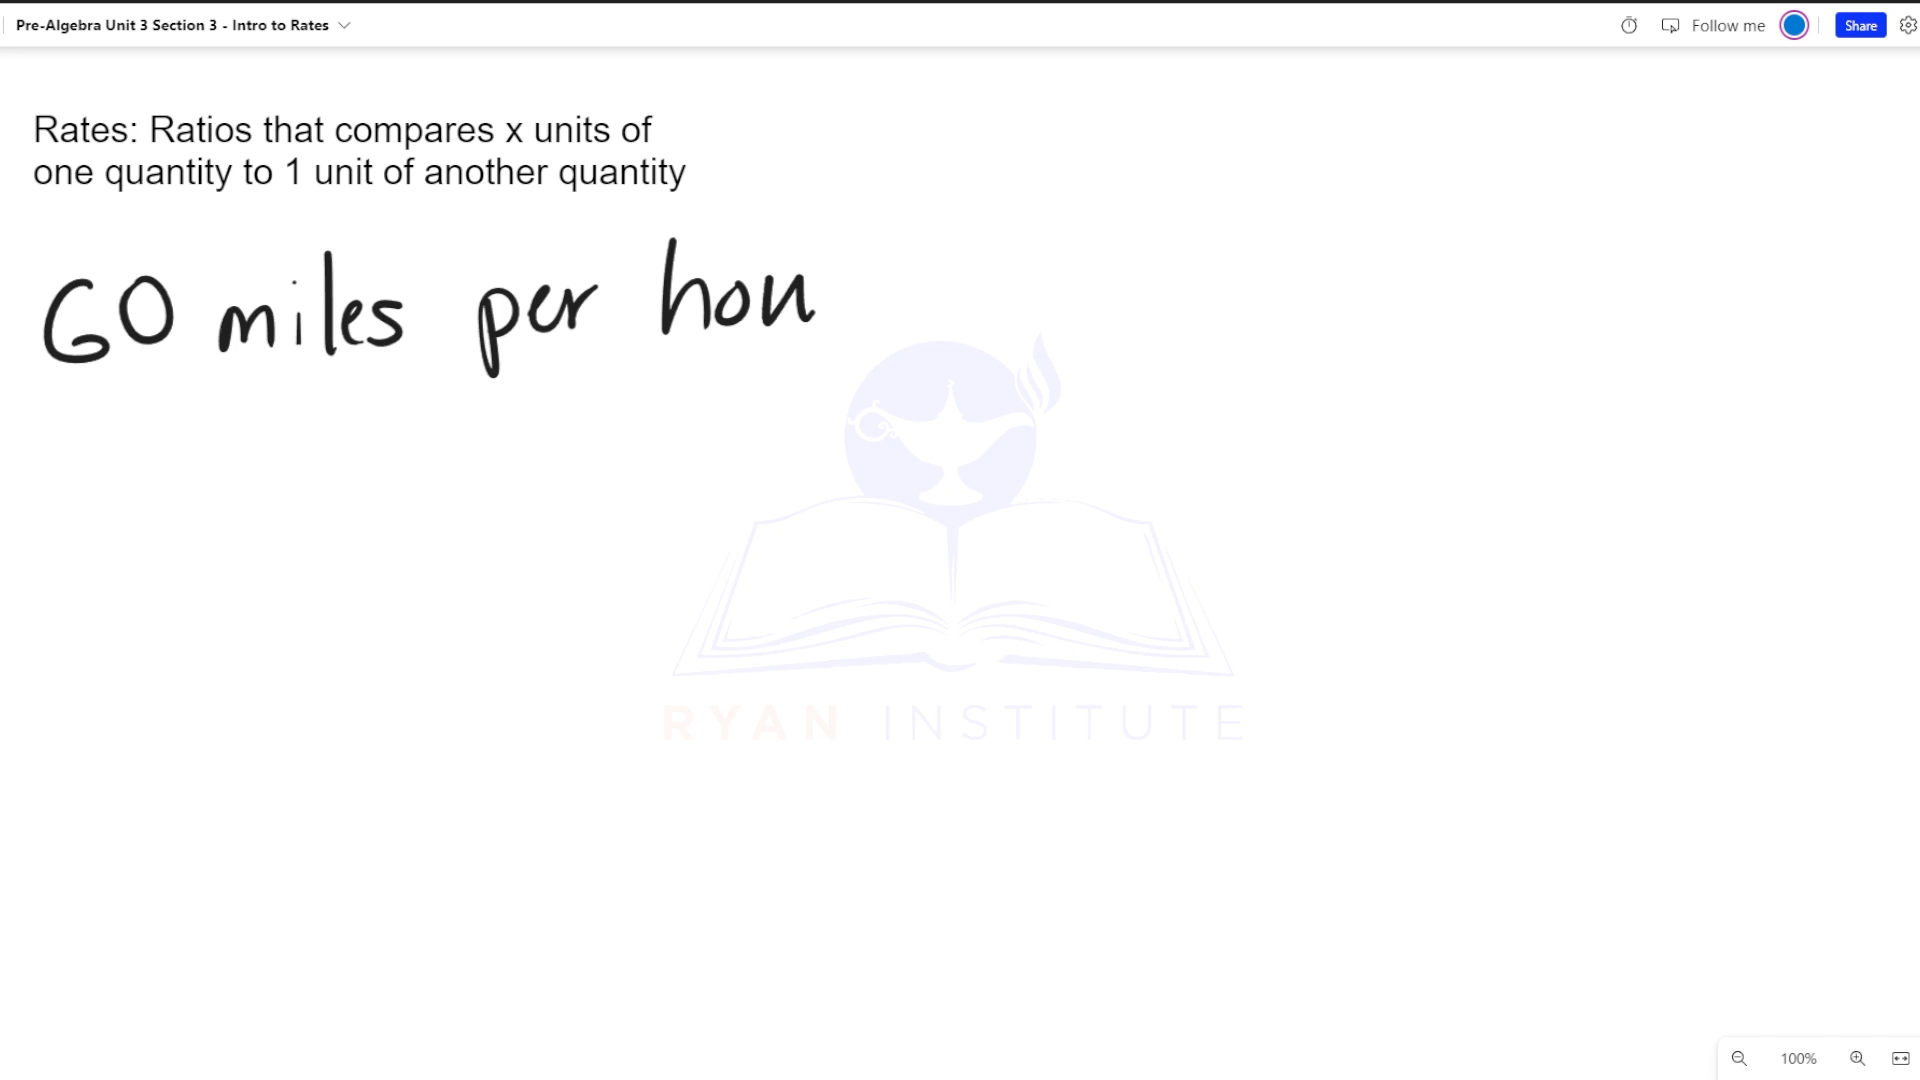 Pre-Algebra Unit 3 Section 3 - Intro to Rates
Follow me
Share
Rates: Ratios that compares x units of
one quantity to 1 unit of another quantity
60 miles per hou
RYAN INSTITUTE
100%